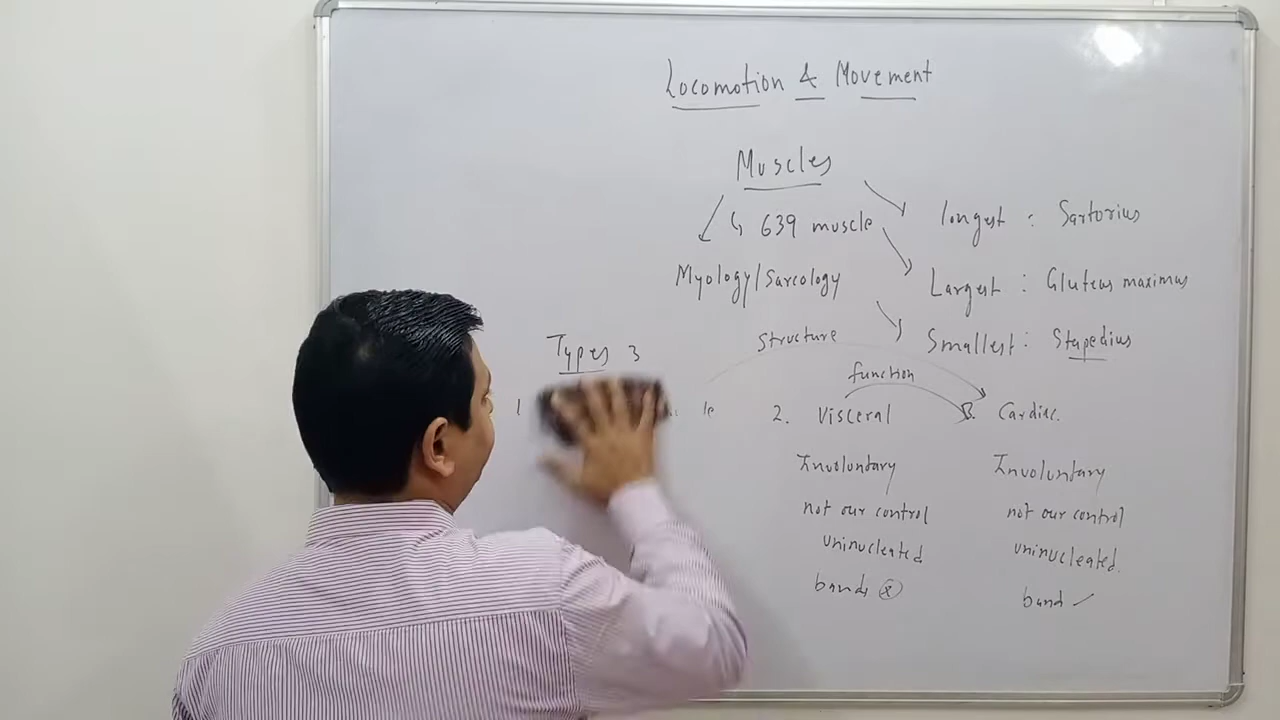 Locomotion & Movement
Muscles
↳ 639 muscle
longest : Sartorius
Myology/Sarcology
Largest : Gluteus maximus
Smallest : Stapedius
Structure
Types 3
function
1
le
2. Visceral
3. Cardiac.
Involuntary
Involuntary
not our control
not our control
uninucleated
uninucleated.
bands ⓧ
band ✓